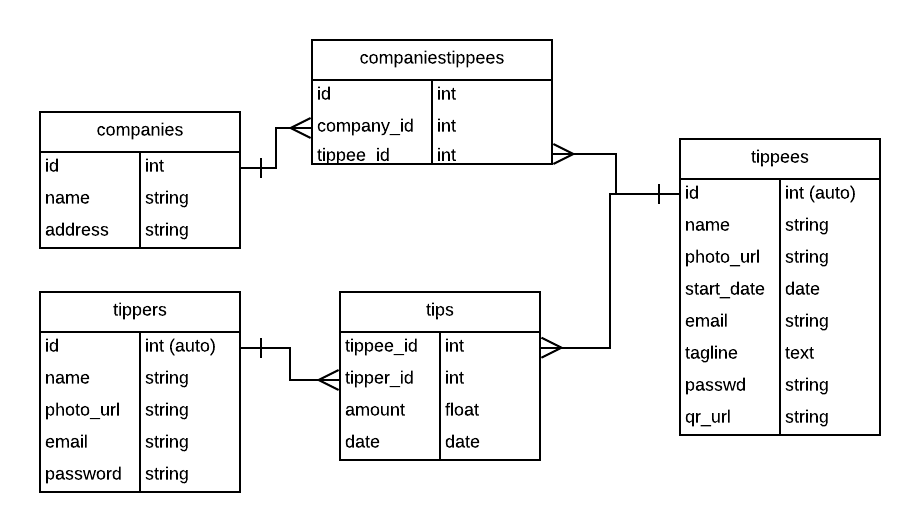 companiestippees
id int
company_id int
tippee_id int
companies
id int
name string
address string
tippees
id int (auto)
name string
photo_url string
start_date date
email string
tagline text
passwd string
qr_url string
tippers
id int (auto)
name string
photo_url string
email string
password string
tips
tippee_id int
tipper_id int
amount float
date date